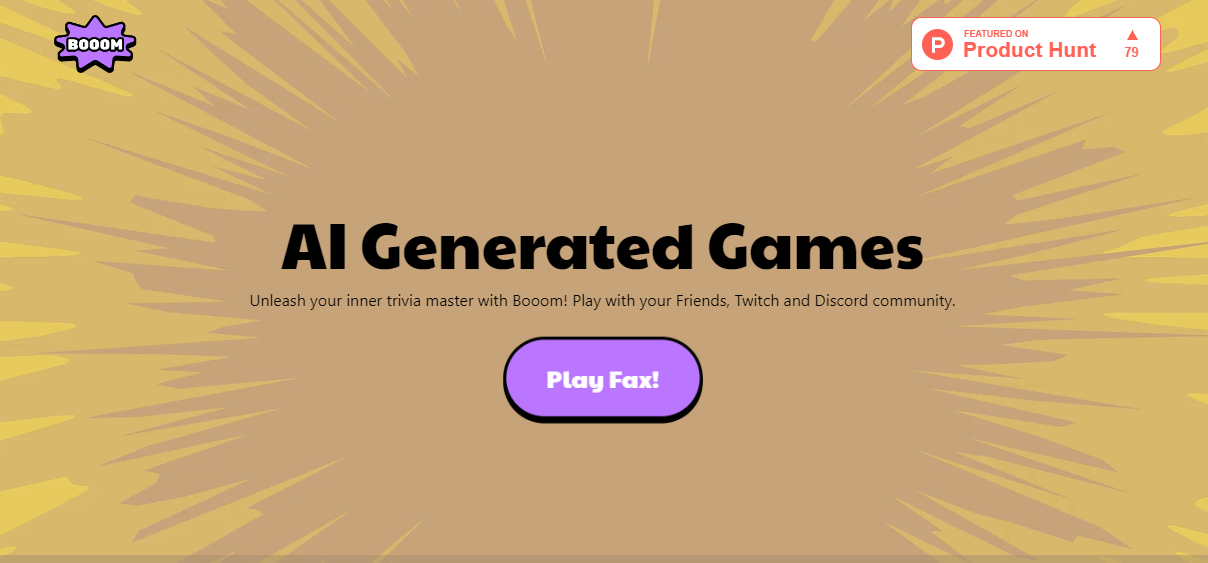 BOOOM
FEATURED ON
Product Hunt
79
AI Generated Games
Unleash your inner trivia master with Booom! Play with your Friends, Twitch and Discord community.
Play Fax!